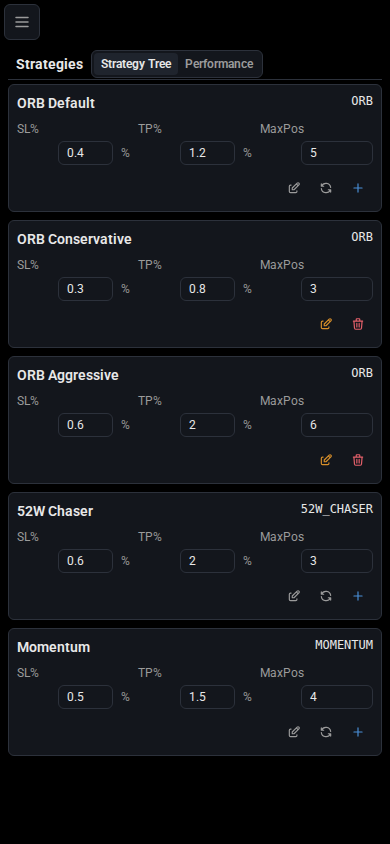 Strategies Strategy Tree Performance
ORB Default ORB
SL% TP% MaxPos
0.4 % 1.2 % 5
ORB Conservative ORB
SL% TP% MaxPos
0.3 % 0.8 % 3
ORB Aggressive ORB
SL% TP% MaxPos
0.6 % 2 % 6
52W Chaser 52W_CHASER
SL% TP% MaxPos
0.6 % 2 % 3
Momentum MOMENTUM
SL% TP% MaxPos
0.5 % 1.5 % 4